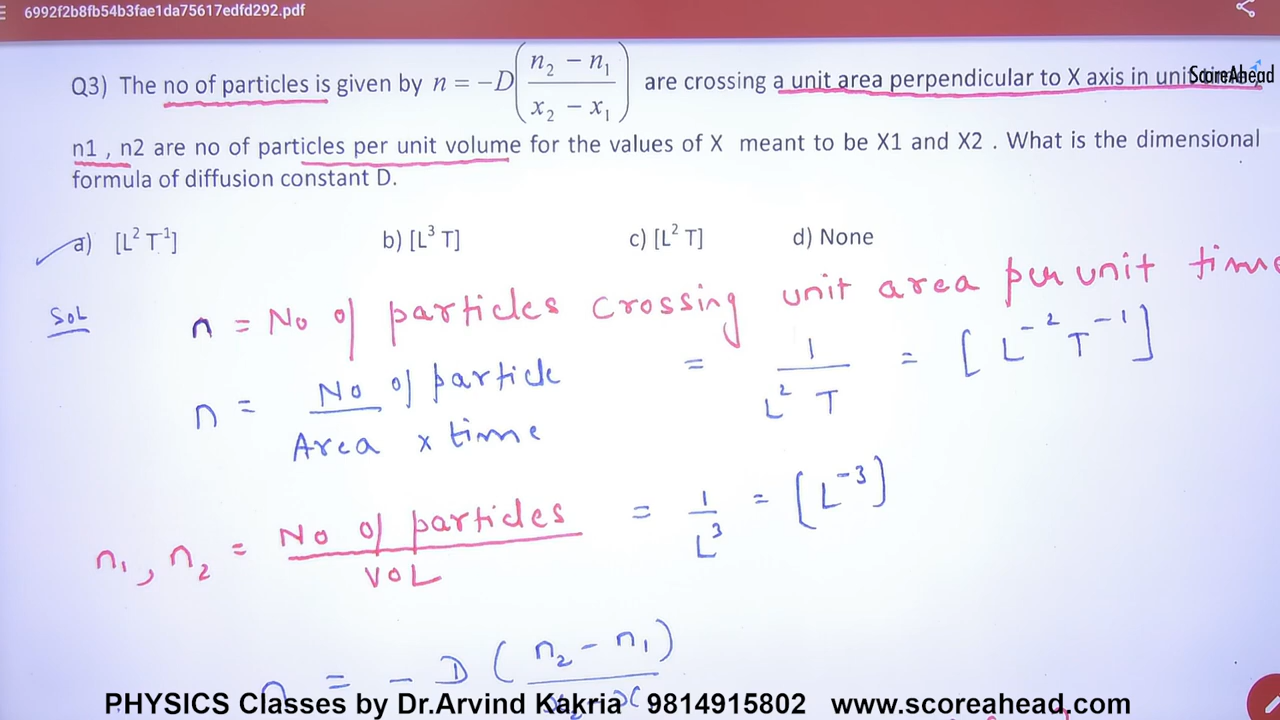 6992f2b8fb54b3fae1da75617edfd292.pdf
Q3) The no of particles is given by n = −D((n₂ − n₁)/(x₂ − x₁)) are crossing a unit area perpendicular to X axis in unit
ScoreAhead
n1 , n2 are no of particles per unit volume for the values of X meant to be X1 and X2 . What is the dimensional
formula of diffusion constant D.
a) [L² T¹] b) [L³ T] c) [L² T] d) None
Sol n = No of particles crossing unit area per unit time
n = No of particle / Area x time = 1 / L² T = [L⁻² T⁻¹]
n₁, n₂ = No of particles / VOL = 1 / L³ = [L⁻³]
n = − D (n₂ − n₁)
PHYSICS Classes by Dr.Arvind Kakria 9814915802 www.scoreahead.com